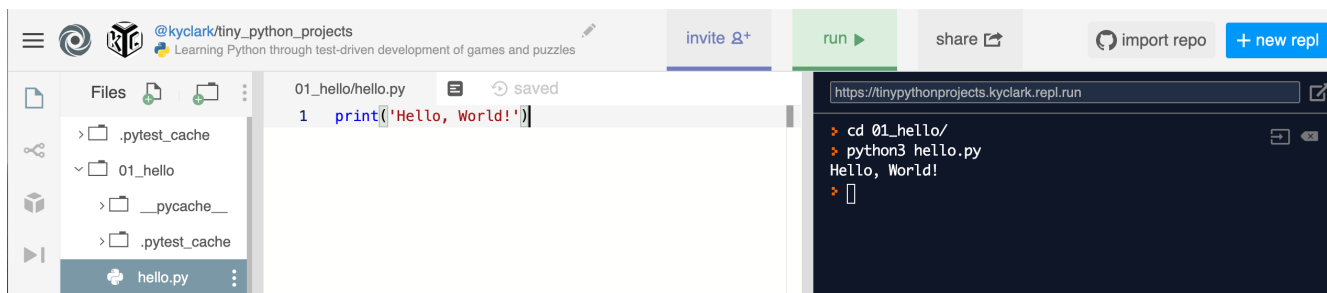 @kyclark/tiny_python_projects
Learning Python through test-driven development of games and puzzles
invite
run
share
import repo
+ new repl
Files
.pytest_cache
01_hello
__pycache__
.pytest_cache
hello.py
01_hello/hello.py
saved
1 print('Hello, World!')
https://tinypythonprojects.kyclark.repl.run
cd 01_hello/
python3 hello.py
Hello, World!